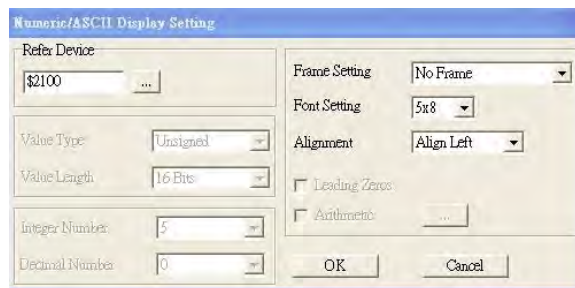 Numeric/ASCII Display Setting
Refer Device
$2100
...
Value Type
Unsigned
Value Length
16 Bits
Integer Number
5
Decimal Number
0
Frame Setting
No Frame
Font Setting
5x8
Alignment
Align Left
Leading Zeros
Arithmetic
...
OK
Cancel